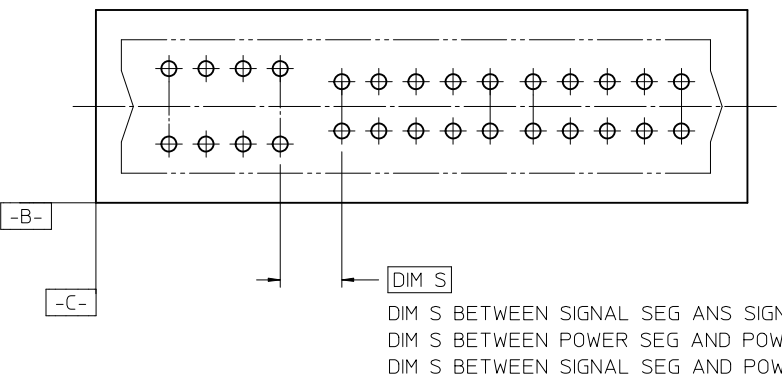 -B-
-C-
DIM S
DIM S BETWEEN SIGNAL SEG ANS SIGN
DIM S BETWEEN POWER SEG AND POW
DIM S BETWEEN SIGNAL SEG AND POW